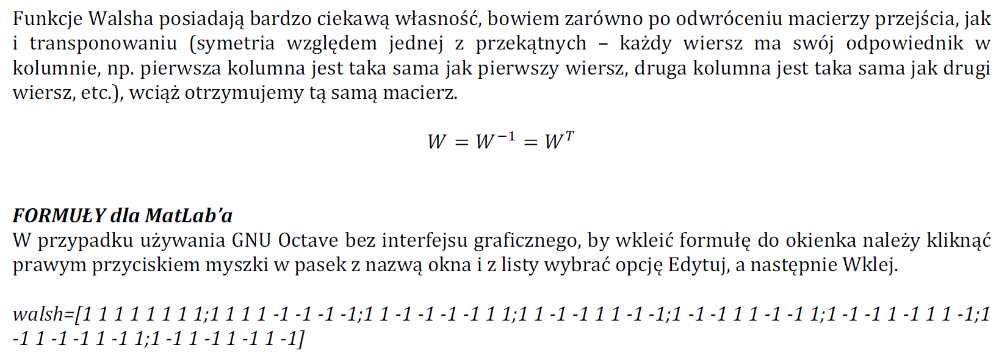 Funkcje Walsha posiadają bardzo ciekawą własność, bowiem zarówno po odwróceniu macierzy przejścia, jak
i transponowaniu (symetria względem jednej z przekątnych – każdy wiersz ma swój odpowiednik w
kolumnie, np. pierwsza kolumna jest taka sama jak pierwszy wiersz, druga kolumna jest taka sama jak drugi
wiersz, etc.), wciąż otrzymujemy tą samą macierz.
W = W⁻¹ = Wᵀ
FORMUŁY dla MatLab’a
W przypadku używania GNU Octave bez interfejsu graficznego, by wkleić formułę do okienka należy kliknąć
prawym przyciskiem myszki w pasek z nazwą okna i z listy wybrać opcję Edytuj, a następnie Wklej.
walsh=[1 1 1 1 1 1 1 1;1 1 1 1 -1 -1 -1 -1;1 1 -1 -1 -1 -1 1 1;1 1 -1 -1 1 1 -1 -1;1 -1 -1 1 1 -1 -1 1;1 -1 -1 1 -1 1 1 -1;1
-1 1 -1 -1 1 -1 1;1 -1 1 -1 1 -1 1 -1]